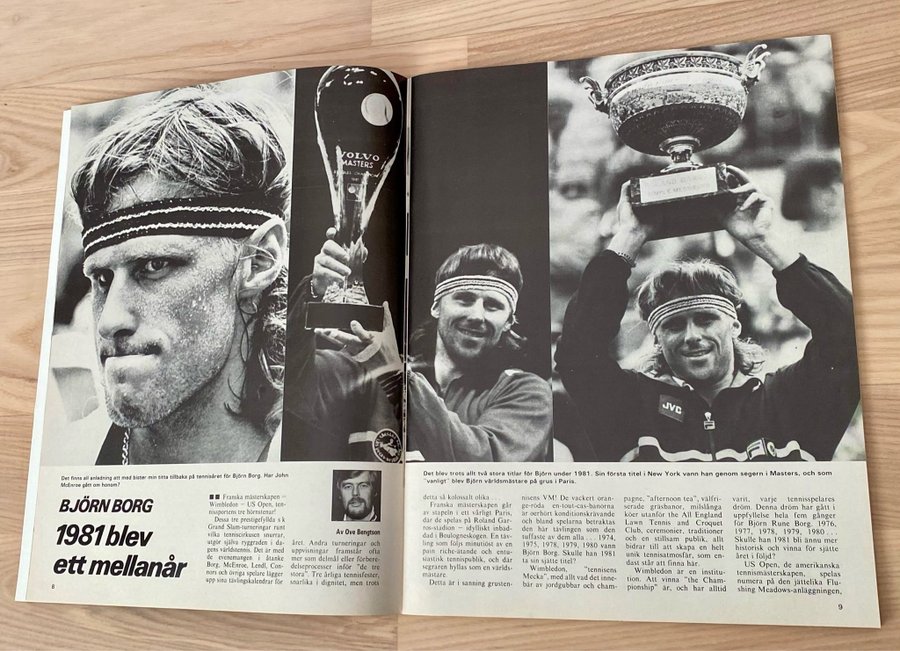 VOLVO
MASTERS
JVC
Det finns all anledning att med bister min titta tillbaka på tennisåret för Björn Borg. Har John
McEnroe gått om honom?
BJÖRN BORG
1981 blev
ett mellanår
Franska mästerskapen –
Wimbledon – US Open, ten-
nissportens tre hörnstenar!
Dessa tre prestigefyllda s k
Grand Slam-turneringar runt
vilka tenniscirkusen snurrar,
utgör själva ryggraden i da-
gens världstennis. Det är med
de evenemangen i åtanke
Borg, McEnroe, Lendl, Con-
nors och övriga spelare lägger
upp sina tävlingskalendrar för
Av Ove Bengtson
året. Andra turneringar och
uppvisningar framstår ofta
mer som delmål eller förbere-
delseprocesser inför "de tre
stora". Tre årliga tennisfester,
snarlika i dignitet, men trots
8
Det blev trots allt två stora titlar för Björn under 1981. Sin första titel i New York vann han genom segern i Masters, och som
"vanligt" blev Björn världsmästare på grus i Paris.
detta så kolossalt olika . . .
Franska mästerskapen går
av stapeln i ett vårligt Paris,
där de spelas på Roland Gar-
ros-stadion – idylliskt inbäd-
dad i Boulogneskogen. En täv-
ling som följs minutiöst av en
pain riche-ätande och entu-
siastisk tennispublik, och där
segraren hyllas som en världs-
mästare.
Detta är i sanning grusten-
nisens VM! De vackert oran-
ge-röda en-tout-cas-banorna
är oerhört konditionskrävande
och bland spelarna betraktas
den här tävlingen som den
tuffaste av dem alla . . . 1974,
1975, 1978, 1979, 1980 vann
Björn Borg. Skulle han 1981
ta sin sjätte titel?
Wimbledon, "tennisens
Mecka", med allt vad det inne-
bär av jordgubbar och cham-
pagne, "afternoon tea", välfri-
serade gräsbanor, milslånga
köer utanför the All England
Lawn Tennis and Croquet
Club, ceremonier, traditioner
och en stillsam publik, allt
bidrar till att skapa en helt
unik tennisatmosfär, som en-
dast står att finna här.
Wimbledon är en institu-
tion. Att vinna "the Cham-
pionship" är, och har alltid
varit, varje tennisspelares
dröm. Denna dröm har gått i
uppfyllelse hela fem gånger
för Björn Rune Borg. 1976,
1977, 1978, 1979, 1980 . . .
Skulle han 1981 bli ännu mer
historisk och vinna för sjätte
året i följd?
US Open, de amerikanska
tennismästerskapen, spelas
numera på den jättelika Flu-
shing Meadows-anläggningen,
9